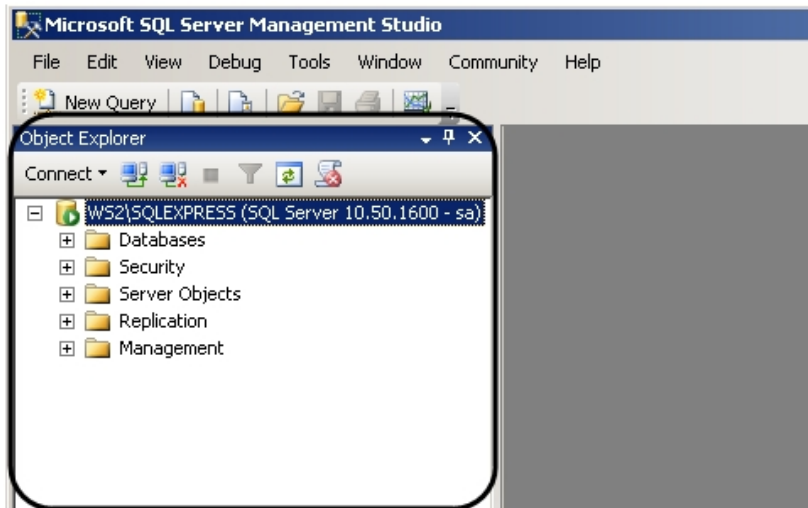 Microsoft SQL Server Management Studio
File Edit View Debug Tools Window Community Help
New Query
Object Explorer
Connect
WS2\SQLEXPRESS (SQL Server 10.50.1600 - sa)
Databases
Security
Server Objects
Replication
Management